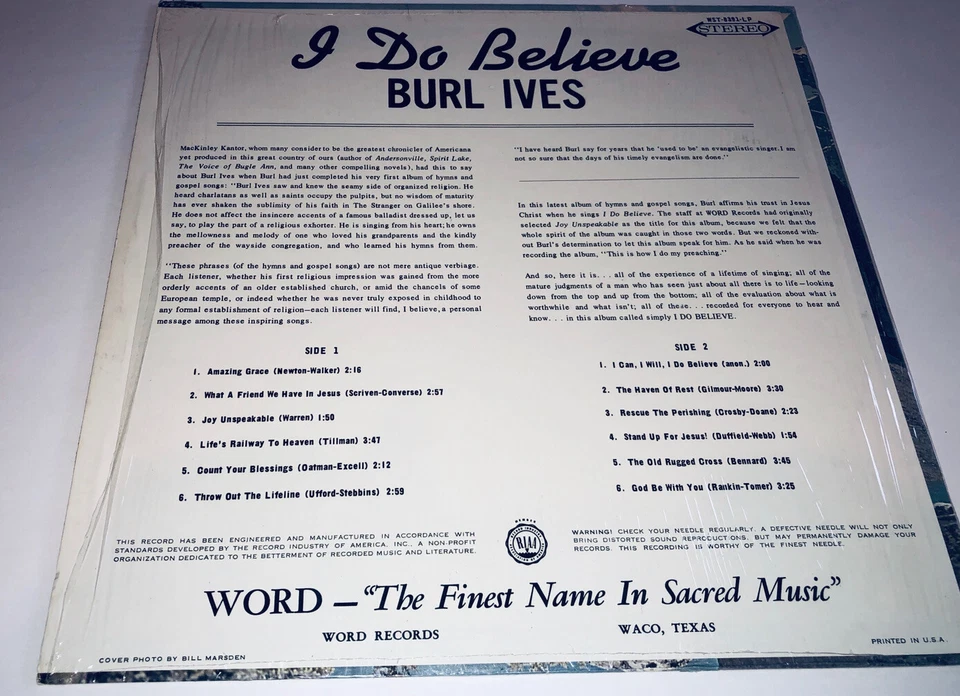 WST-8391-LP
STEREO
I Do Believe
BURL IVES
MacKinley Kantor, whom many consider to be the greatest chronicler of Americana
yet produced in this great country of ours (author of Andersonville, Spirit Lake,
The Voice of Bugle Ann, and many other compelling novels), had this to say
about Burl Ives when Burl had just completed his very first album of hymns and
gospel songs: "Burl Ives saw and knew the seamy side of organized religion. He
heard charlatans as well as saints occupy the pulpits, but no wisdom of maturity
has ever shaken the sublimity of his faith in The Stranger on Galilee's shore.
He does not affect the insincere accents of a famous balladist dressed up, let us
say, to play the part of a religious exhorter. He is singing from his heart; he owns
the mellowness and melody of one who loved his grandparents and the kindly
preacher of the wayside congregation, and who learned his hymns from them.
"These phrases (of the hymns and gospel songs) are not mere antique verbiage.
Each listener, whether his first religious impression was gained from the more
orderly accents of an older established church, or amid the chancels of some
European temple, or indeed whether he was never truly exposed in childhood to
any formal establishment of religion—each listener will find, I believe, a personal
message among these inspiring songs.
"I have heard Burl say for years that he 'used to be' an evangelistic singer. I am
not so sure that the days of his timely evangelism are done."
In this latest album of hymns and gospel songs, Burl affirms his trust in Jesus
Christ when he sings I Do Believe. The staff at WORD Records had originally
selected Joy Unspeakable as the title for this album, because we felt that the
whole spirit of the album was caught in those two words. But we reckoned with-
out Burl's determination to let this album speak for him. As he said when he was
recording the album, "This is how I do my preaching."
And so, here it is. . . all of the experience of a lifetime of singing; all of the
mature judgments of a man who has seen just about all there is to life—looking
down from the top and up from the bottom; all of the evaluation about what is
worthwhile and what isn't; all of these. . . recorded for everyone to hear and
know. . . in this album called simply I DO BELIEVE.
SIDE 1
1. Amazing Grace (Newton-Walker) 2:16
2. What A Friend We Have In Jesus (Scriven-Converse) 2:57
3. Joy Unspeakable (Warren) 1:50
4. Life's Railway To Heaven (Tillman) 3:47
5. Count Your Blessings (Oatman-Excell) 2:12
6. Throw Out The Lifeline (Ufford-Stebbins) 2:59
SIDE 2
1. I Can, I Will, I Do Believe (anon.) 2:00
2. The Haven Of Rest (Gilmour-Moore) 3:30
3. Rescue The Perishing (Crosby-Doane) 2:23
4. Stand Up For Jesus! (Duffield-Webb) 1:54
5. The Old Rugged Cross (Bennard) 3:45
6. God Be With You (Rankin-Tomer) 3:25
THIS RECORD HAS BEEN ENGINEERED AND MANUFACTURED IN ACCORDANCE WITH
STANDARDS DEVELOPED BY THE RECORD INDUSTRY OF AMERICA, INC., A NON-PROFIT
ORGANIZATION DEDICATED TO THE BETTERMENT OF RECORDED MUSIC AND LITERATURE.
MEMBER
RIAA
WARNING! CHECK YOUR NEEDLE REGULARLY. A DEFECTIVE NEEDLE WILL NOT ONLY
BRING DISTORTED SOUND REPRODUCTIONS, BUT MAY PERMANENTLY DAMAGE YOUR
RECORDS. THIS RECORDING IS WORTHY OF THE FINEST NEEDLE.
WORD — "The Finest Name In Sacred Music"
WORD RECORDS
WACO, TEXAS
COVER PHOTO BY BILL MARSDEN
PRINTED IN U.S.A.